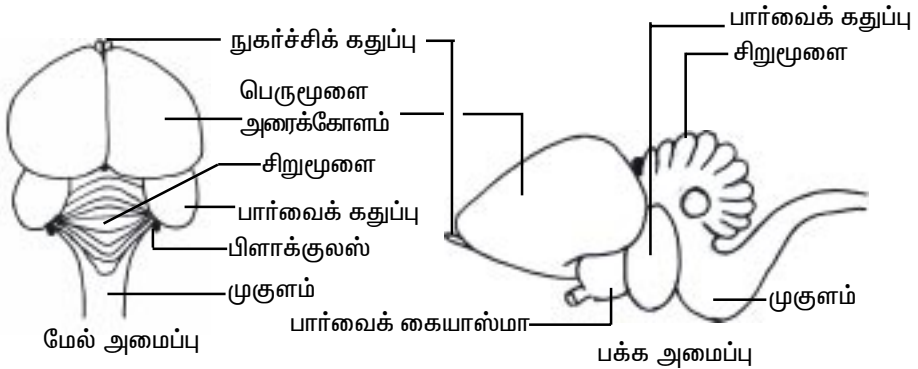 நுகர்ச்சிக் கதுப்பு
பெருமூளை
அரைக்கோளம்
சிறுமூளை
பார்வைக் கதுப்பு
பிளாக்குலஸ்
முகுளம்
மேல் அமைப்பு
பார்வைக் கதுப்பு
சிறுமூளை
முகுளம்
பார்வைக் கையாஸ்மா
பக்க அமைப்பு